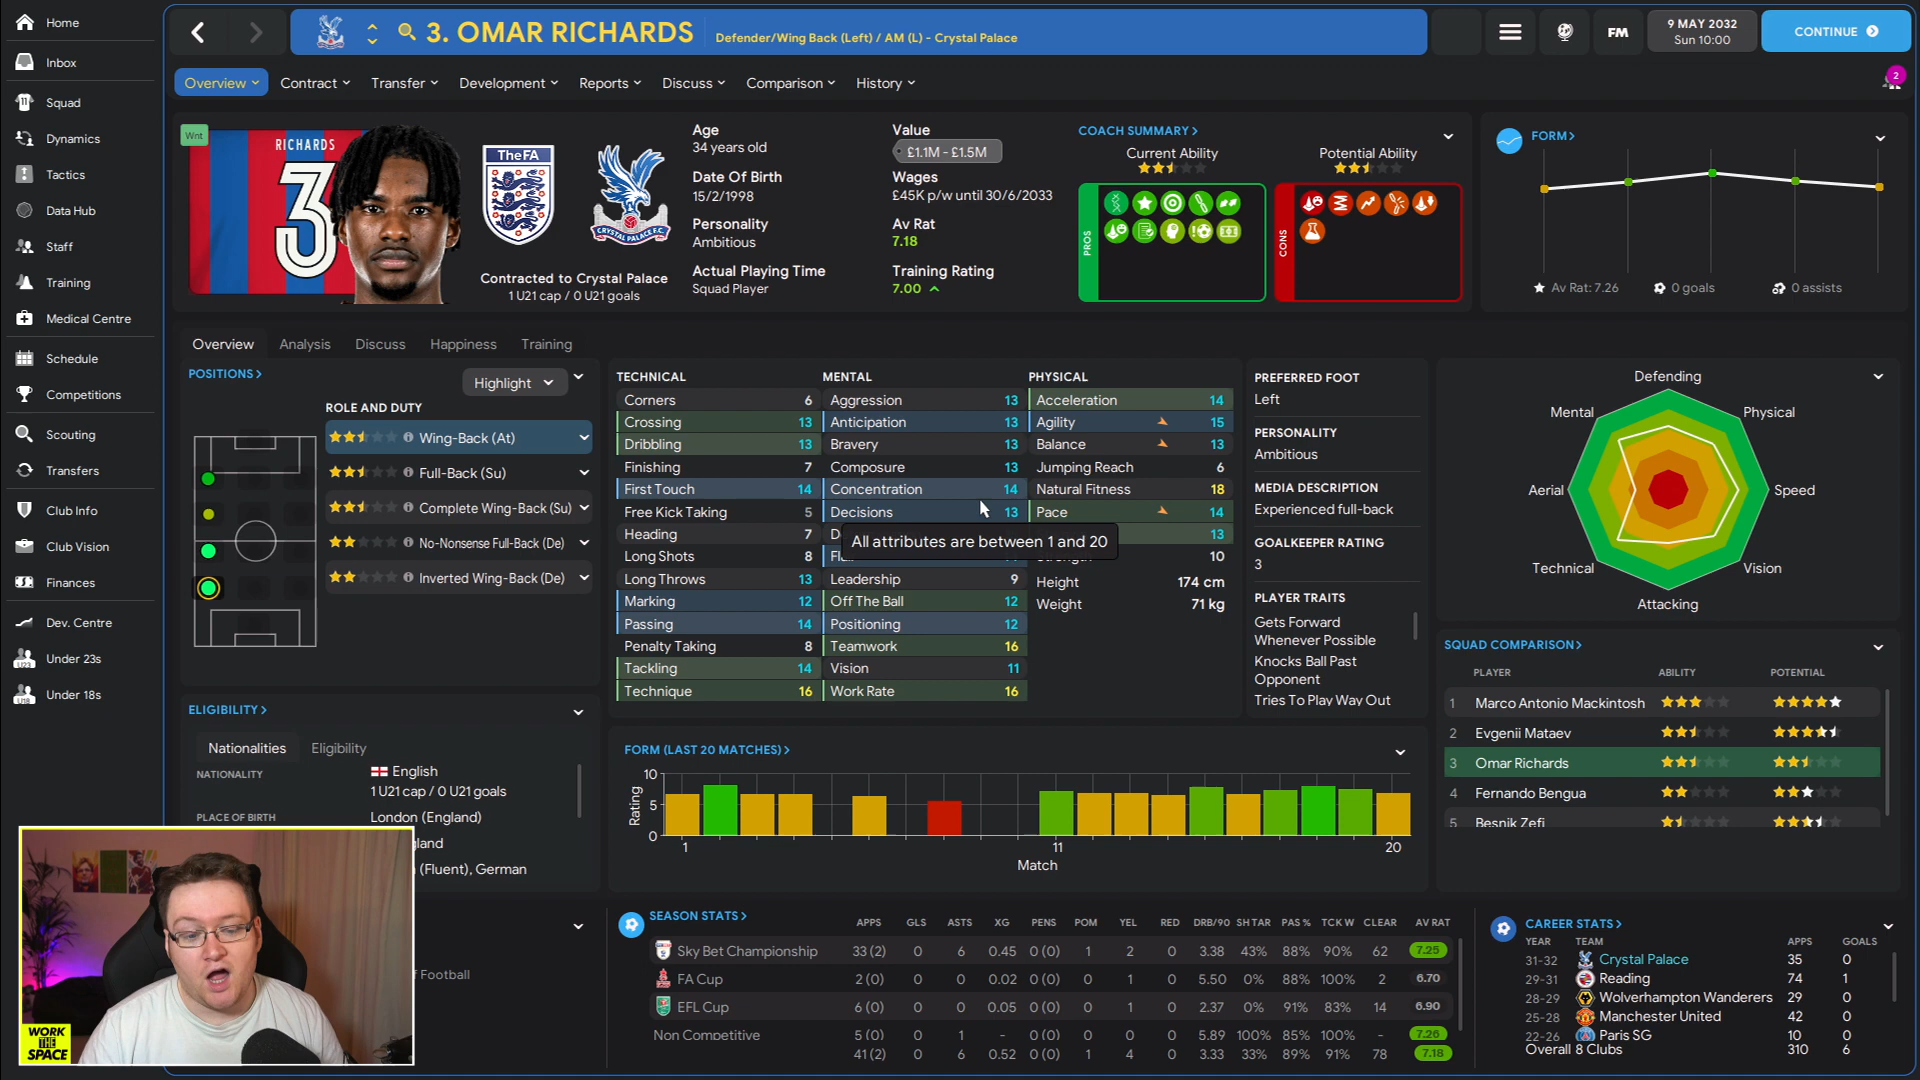 Home
Inbox
Squad
Dynamics
Tactics
Data Hub
Staff
Training
Medical Centre
Schedule
Competitions
Scouting
Transfers
Club Info
Club Vision
Finances
Dev. Centre
Under 23s
Under 18s
3. OMAR RICHARDS
Defender/Wing Back (Left) / AM (L) - Crystal Palace
FM
9 MAY 2032
Sun 10:00
CONTINUE
Overview Contract Transfer Development Reports Discuss Comparison History
2
Wnt
RICHARDS
3
The FA
CRYSTAL PALACE F.C.
Contracted to Crystal Palace
1 U21 cap / 0 U21 goals
Age
34 years old
Date Of Birth
15/2/1998
Personality
Ambitious
Actual Playing Time
Squad Player
Value
£1.1M - £1.5M
Wages
£45K p/w until 30/6/2033
Av Rat
7.18
Training Rating
7.00
COACH SUMMARY >
Current Ability
Potential Ability
PROS
CONS
FORM >
Av Rat: 7.26 0 goals 0 assists
Overview Analysis Discuss Happiness Training
POSITIONS >
Highlight
ROLE AND DUTY
Wing-Back (At)
Full-Back (Su)
Complete Wing-Back (Su)
No-Nonsense Full-Back (De)
Inverted Wing-Back (De)
TECHNICAL
Corners 6
Crossing 13
Dribbling 13
Finishing 7
First Touch 14
Free Kick Taking 5
Heading 7
Long Shots 8
Long Throws 13
Marking 12
Passing 14
Penalty Taking 8
Tackling 14
Technique 16
MENTAL
Aggression 13
Anticipation 13
Bravery 13
Composure 13
Concentration 14
Decisions 13
All attributes are between 1 and 20
Leadership 9
Off The Ball 12
Positioning 12
Teamwork 16
Vision 11
Work Rate 16
PHYSICAL
Acceleration 14
Agility 15
Balance 13
Jumping Reach 6
Natural Fitness 18
Pace 14
13
10
Height 174 cm
Weight 71 kg
PREFERRED FOOT
Left
PERSONALITY
Ambitious
MEDIA DESCRIPTION
Experienced full-back
GOALKEEPER RATING
3
PLAYER TRAITS
Gets Forward
Whenever Possible
Knocks Ball Past
Opponent
Tries To Play Way Out
Defending
Physical
Speed
Vision
Attacking
Technical
Aerial
Mental
SQUAD COMPARISON >
PLAYER ABILITY POTENTIAL
1 Marco Antonio Mackintosh
2 Evgenii Mataev
3 Omar Richards
4 Fernando Bengua
5 Besnik Zefi
ELIGIBILITY >
Nationalities Eligibility
NATIONALITY
English
1 U21 cap / 0 U21 goals
PLACE OF BIRTH
London (England)
(Fluent), German
of Football
FORM (LAST 20 MATCHES) >
Rating
10
5
0
1 11 20
Match
SEASON STATS >
APPS GLS ASTS XG PENS POM YEL RED DRB/90 SH TAR PAS % TCK W CLEAR AV RAT
Sky Bet Championship 33 (2) 0 6 0.45 0 (0) 1 2 0 3.38 43% 88% 90% 62 7.25
FA Cup 2 (0) 0 0 0.02 0 (0) 0 1 0 5.50 0% 88% 100% 2 6.70
EFL Cup 6 (0) 0 0 0.05 0 (0) 0 1 0 2.37 0% 91% 83% 14 6.90
Non Competitive 5 (0) 0 1 - 0 (0) 0 0 0 5.89 100% 85% 100% - 7.26
41 (2) 0 6 0.52 0 (0) 1 4 0 3.33 33% 89% 91% 78 7.18
CAREER STATS >
YEAR TEAM APPS GOALS
31-32 Crystal Palace 35 0
29-31 Reading 74 1
28-29 Wolverhampton Wanderers 29 0
25-28 Manchester United 42 0
22-26 Paris SG 10 0
Overall 8 Clubs 310 6
WORK
THE
SPACE